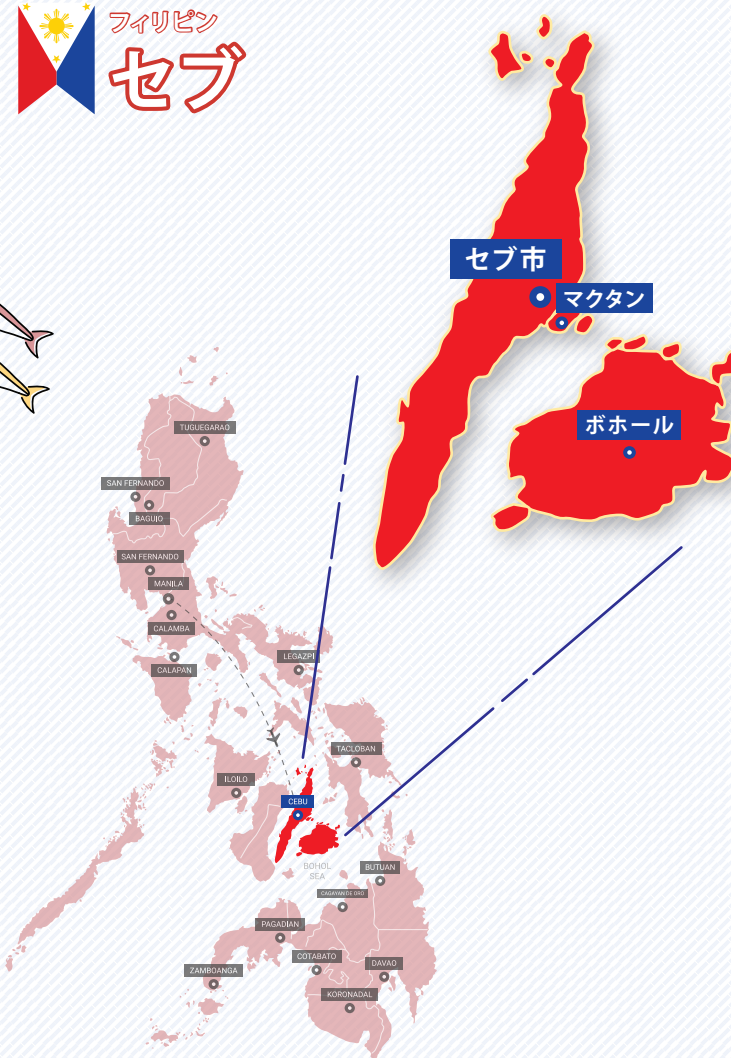 フィリピン
セブ
セブ市
マクタン
ボホール
TUGUEGARAO
SAN FERNANDO
BAGUIO
SAN FERNANDO
MANILA
CALAMBA
CALAPAN
LEGAZPI
TACLOBAN
ILOILO
CEBU
BOHOL
SEA
BUTUAN
CAGAYAN DE ORO
PAGADIAN
COTABATO
DAVAO
ZAMBOANGA
KORONADAL